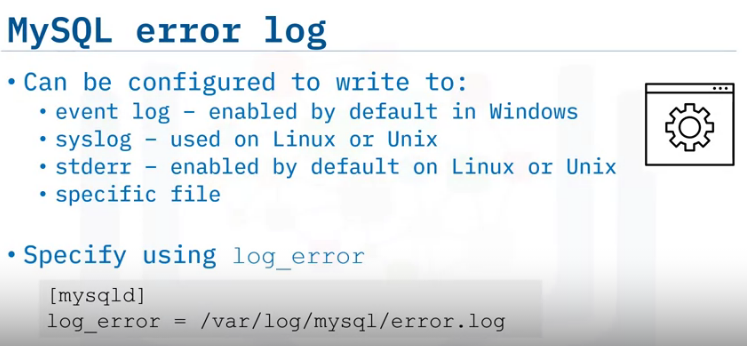 MySQL error log
• Can be configured to write to:
• event log – enabled by default in Windows
• syslog – used on Linux or Unix
• stderr – enabled by default on Linux or Unix
• specific file
• Specify using log_error
[mysqld]
log_error = /var/log/mysql/error.log